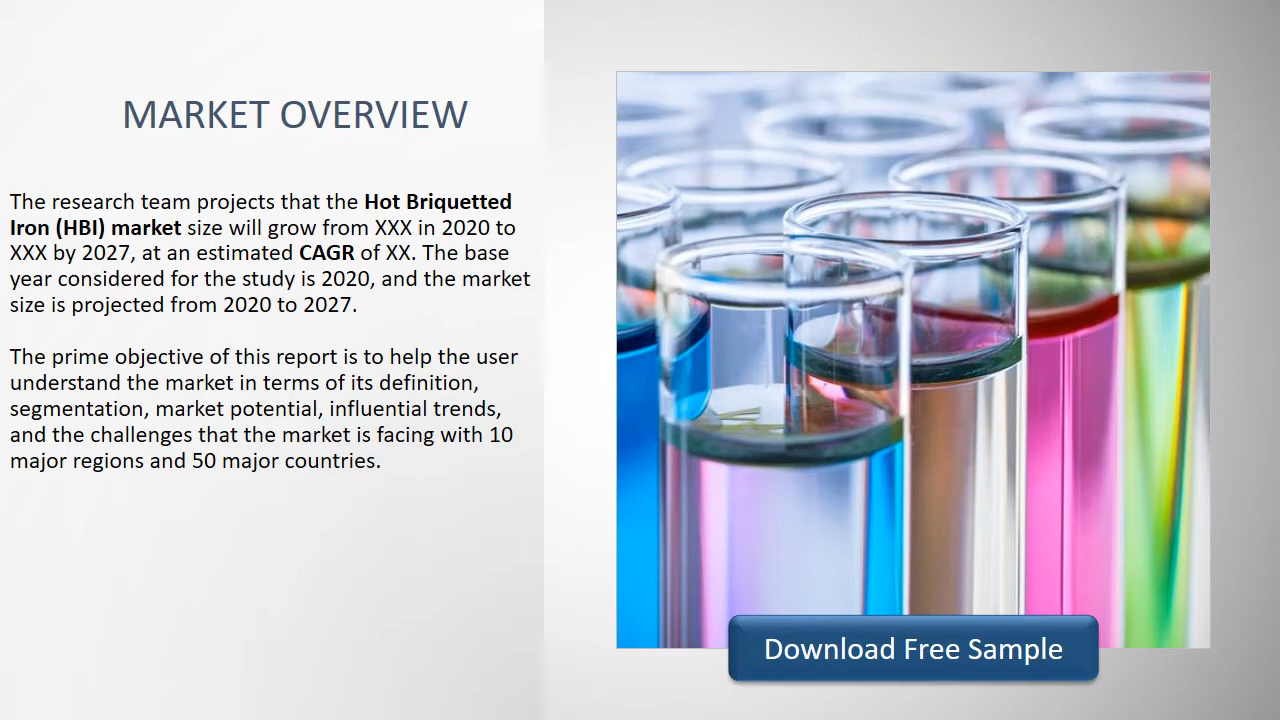 MARKET OVERVIEW
The research team projects that the Hot Briquetted
Iron (HBI) market size will grow from XXX in 2020 to
XXX by 2027, at an estimated CAGR of XX. The base
year considered for the study is 2020, and the market
size is projected from 2020 to 2027.
The prime objective of this report is to help the user
understand the market in terms of its definition,
segmentation, market potential, influential trends,
and the challenges that the market is facing with 10
major regions and 50 major countries.
Download Free Sample